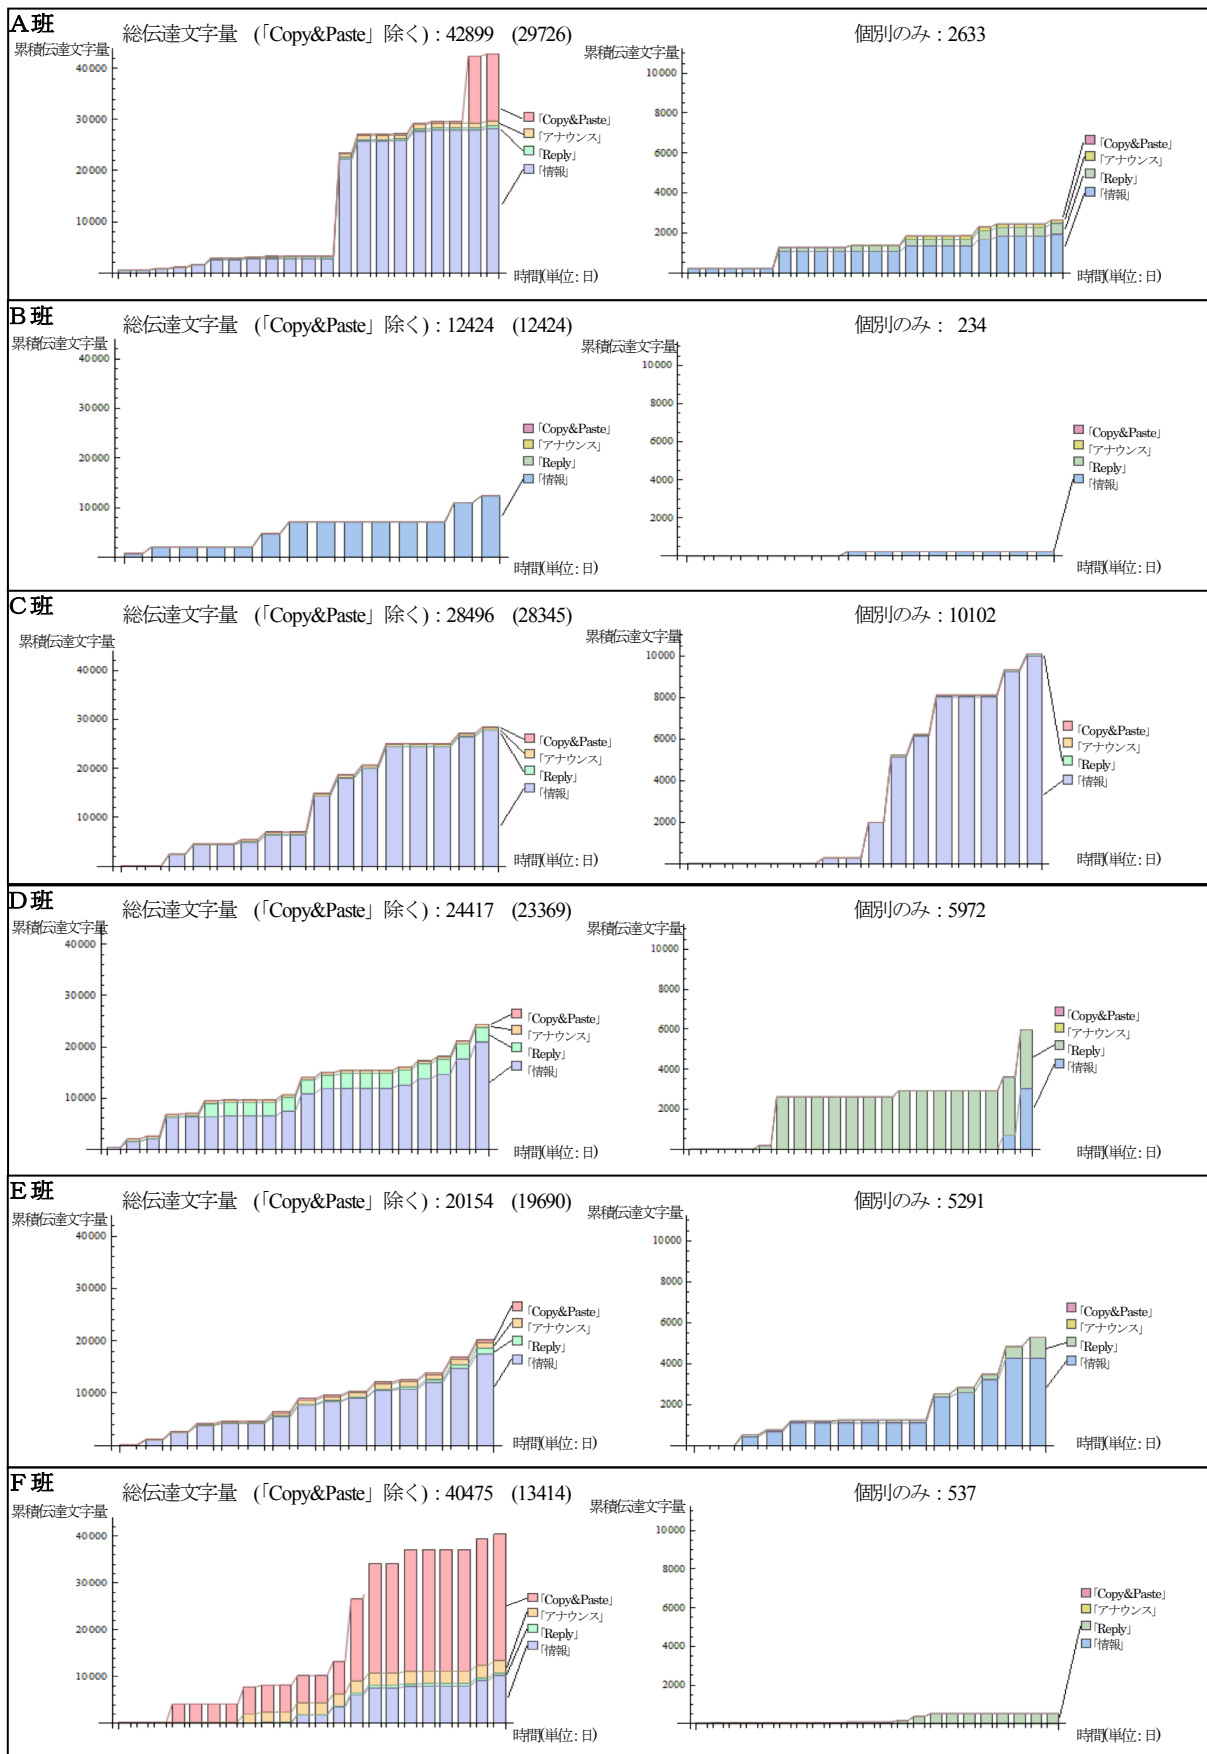 A班
総伝達文字量 (「Copy&Paste」除く) : 42899 (29726)
個別のみ : 2633
累積伝達文字量
40000
30000
20000
10000
「Copy&Paste」
「アナウンス」
「Reply」
「情報」
時間(単位: 日)
累積伝達文字量
10000
8000
6000
4000
2000
「Copy&Paste」
「アナウンス」
「Reply」
「情報」
時間(単位: 日)
B班
総伝達文字量 (「Copy&Paste」除く) : 12424 (12424)
個別のみ : 234
累積伝達文字量
40000
30000
20000
10000
「Copy&Paste」
「アナウンス」
「Reply」
「情報」
時間(単位: 日)
累積伝達文字量
10000
8000
6000
4000
2000
「Copy&Paste」
「アナウンス」
「Reply」
「情報」
時間(単位: 日)
C班
総伝達文字量 (「Copy&Paste」除く) : 28496 (28345)
個別のみ : 10102
累積伝達文字量
40000
30000
20000
10000
「Copy&Paste」
「アナウンス」
「Reply」
「情報」
時間(単位: 日)
累積伝達文字量
10000
8000
6000
4000
2000
「Copy&Paste」
「アナウンス」
「Reply」
「情報」
時間(単位: 日)
D班
総伝達文字量 (「Copy&Paste」除く) : 24417 (23369)
個別のみ : 5972
累積伝達文字量
40000
30000
20000
10000
「Copy&Paste」
「アナウンス」
「Reply」
「情報」
時間(単位: 日)
累積伝達文字量
10000
8000
6000
4000
2000
「Copy&Paste」
「アナウンス」
「Reply」
「情報」
時間(単位: 日)
E班
総伝達文字量 (「Copy&Paste」除く) : 20154 (19690)
個別のみ : 5291
累積伝達文字量
40000
30000
20000
10000
「Copy&Paste」
「アナウンス」
「Reply」
「情報」
時間(単位: 日)
累積伝達文字量
10000
8000
6000
4000
2000
「Copy&Paste」
「アナウンス」
「Reply」
「情報」
時間(単位: 日)
F班
総伝達文字量 (「Copy&Paste」除く) : 40475 (13414)
個別のみ : 537
累積伝達文字量
40000
30000
20000
10000
「Copy&Paste」
「アナウンス」
「Reply」
「情報」
時間(単位: 日)
累積伝達文字量
10000
8000
6000
4000
2000
「Copy&Paste」
「アナウンス」
「Reply」
「情報」
時間(単位: 日)